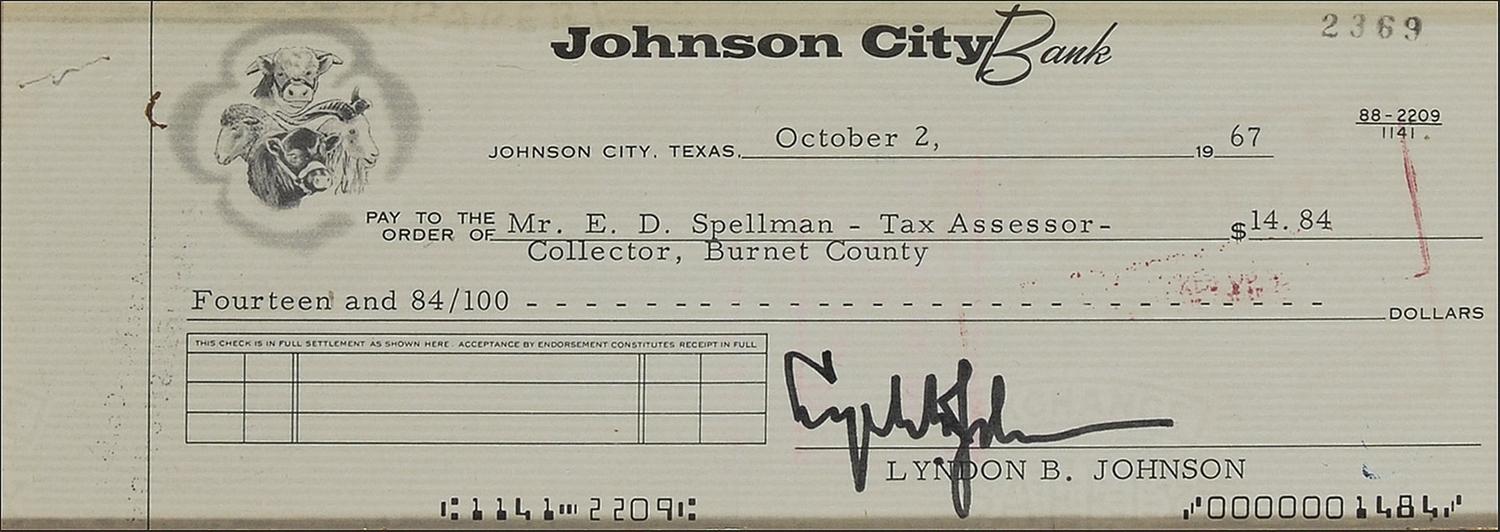 Johnson City Bank
2369
88-2209
1141
JOHNSON CITY, TEXAS, October 2, 19 67
PAY TO THE ORDER OF Mr. E. D. Spellman - Tax Assessor- $14.84
Collector, Burnet County
Fourteen and 84/100 - - - - - - - - - - - - - - - - - - - - - - - - - - - - DOLLARS
THIS CHECK IS IN FULL SETTLEMENT AS SHOWN HERE. ACCEPTANCE BY ENDORSEMENT CONSTITUTES RECEIPT IN FULL
LYNDON B. JOHNSON
⑆1141⑉2209⑆ ⑈0000001484⑈